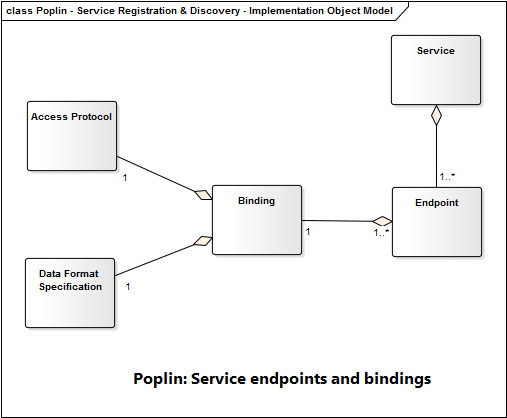 class Poplin - Service Registration & Discovery - Implementation Object Model
Service
Access Protocol
1
1..*
Binding
Endpoint
1
1..*
Data Format
Specification
1
Poplin: Service endpoints and bindings